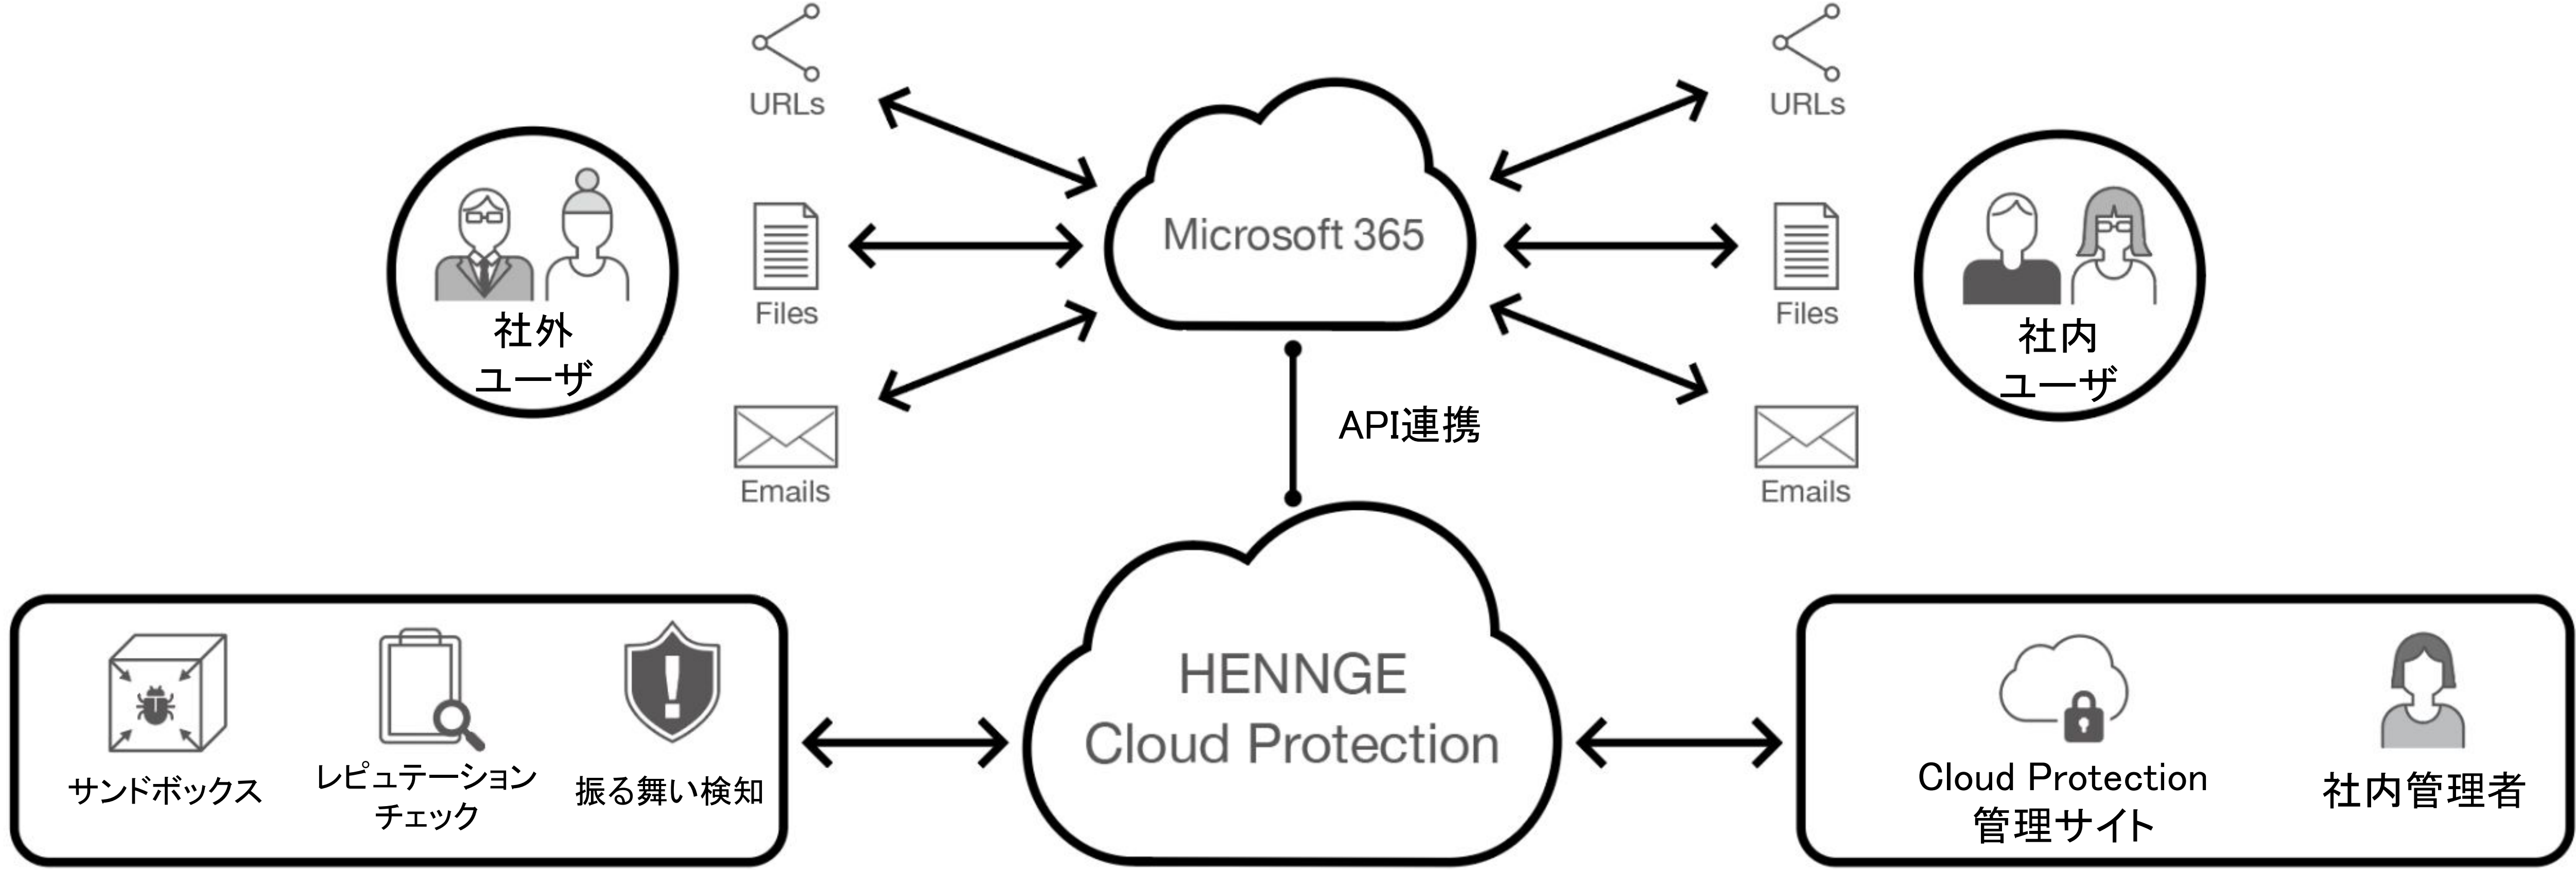 URLs
URLs
Microsoft 365
社外
ユーザ
Files
Files
社内
ユーザ
API連携
Emails
Emails
HENNGE
Cloud Protection
サンドボックス
レピュテーション
チェック
振る舞い検知
Cloud Protection
管理サイト
社内管理者